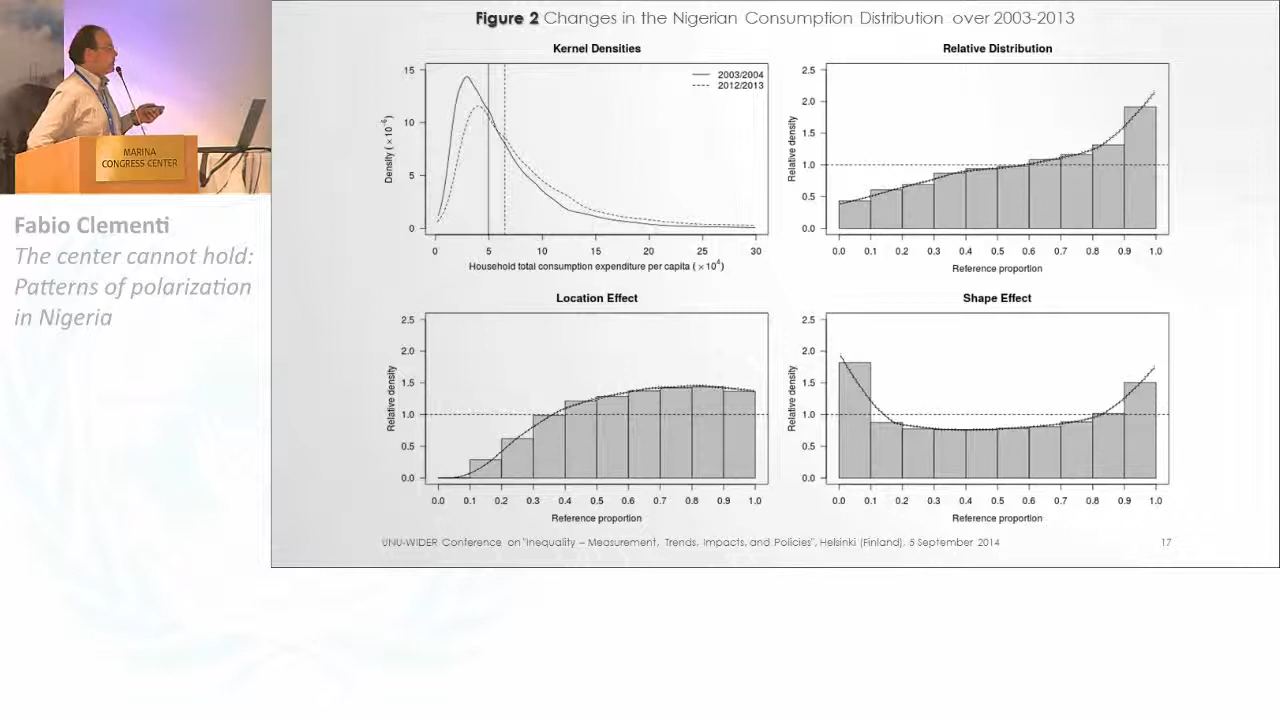 Figure 2 Changes in the Nigerian Consumption Distribution over 2003-2013
MARINA
CONGRESS CENTER
Fabio Clementi
The center cannot hold:
Patterns of polarization
in Nigeria
Kernel Densities
15
10
5
0
Density (×10⁻⁶)
2003/2004
2012/2013
0 5 10 15 20 25 30
Household total consumption expenditure per capita (×10⁴)
Relative Distribution
2.5
2.0
1.5
1.0
0.5
0.0
Relative density
0.0 0.1 0.2 0.3 0.4 0.5 0.6 0.7 0.8 0.9 1.0
Reference proportion
Location Effect
2.5
2.0
1.5
1.0
0.5
0.0
Relative density
0.0 0.1 0.2 0.3 0.4 0.5 0.6 0.7 0.8 0.9 1.0
Reference proportion
Shape Effect
2.5
2.0
1.5
1.0
0.5
0.0
Relative density
0.0 0.1 0.2 0.3 0.4 0.5 0.6 0.7 0.8 0.9 1.0
Reference proportion
UNU-WIDER Conference on "Inequality – Measurement, Trends, Impacts, and Policies", Helsinki (Finland), 5 September 2014
17